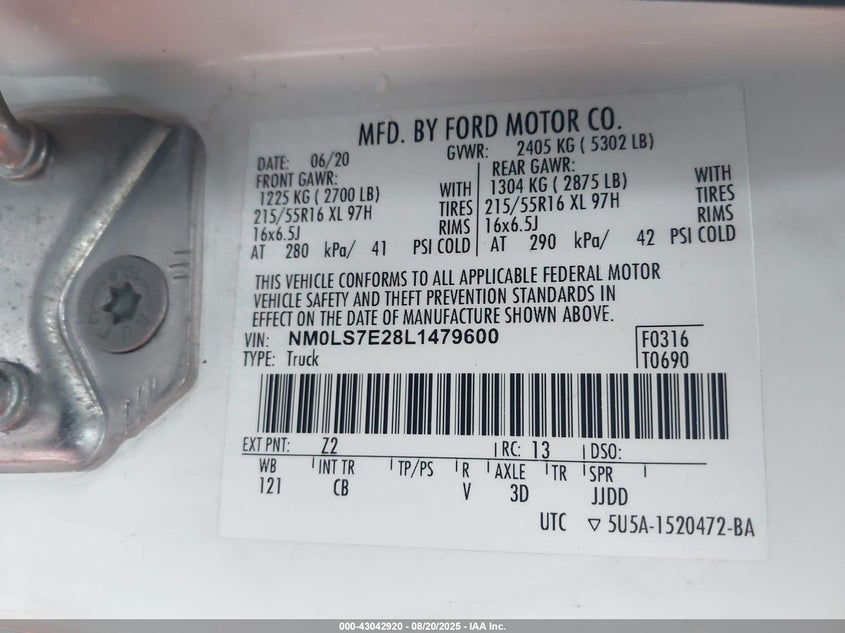 MFD. BY FORD MOTOR CO.
DATE: 06/20 GVWR: 2405 KG ( 5302 LB)
FRONT GAWR: REAR GAWR:
1225 KG ( 2700 LB) WITH 1304 KG ( 2875 LB) WITH
215/55R16 XL 97H TIRES 215/55R16 XL 97H TIRES
16x6.5J RIMS 16x6.5J RIMS
AT 280 kPa/ 41 PSI COLD AT 290 kPa/ 42 PSI COLD
THIS VEHICLE CONFORMS TO ALL APPLICABLE FEDERAL MOTOR
VEHICLE SAFETY AND THEFT PREVENTION STANDARDS IN
EFFECT ON THE DATE OF MANUFACTURE SHOWN ABOVE.
VIN: NM0LS7E28L1479600 F0316
TYPE: Truck T0690
EXT PNT: Z2 RC: 13 DSO:
WB INT TR TP/PS R AXLE TR SPR
121 CB V 3D JJDD
UTC ▽ 5U5A-1520472-BA
000-43042920 - 08/20/2025 - IAA Inc.